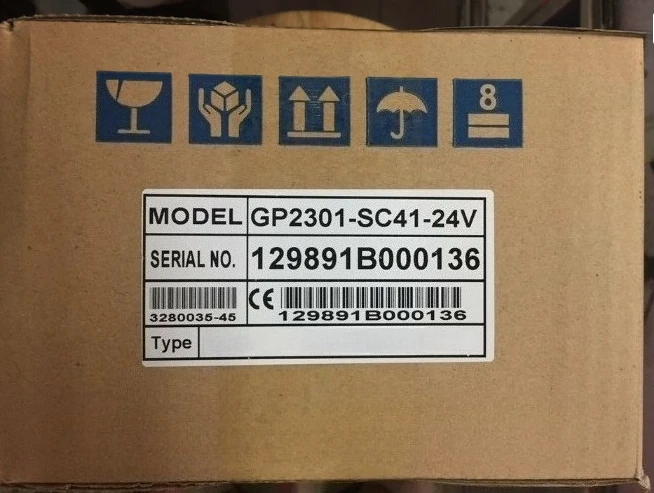 8
MODEL GP2301-SC41-24V
SERIAL NO. 129891B000136
CE
3280035-45 129891B000136
Type